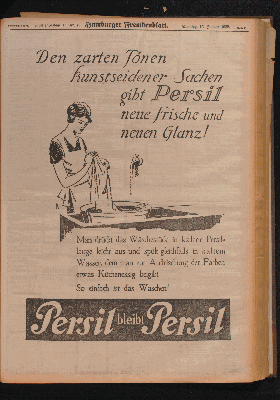 Hamburger Fremdenblatt.
Den zarten Tönen
kunstseidener Sachen
gibt Persil
neue Frische und
neuen Glanz!
Man drückt das Wäschestück in kalter Persil-
lauge leicht aus und spült gleichfalls in kaltem
Wasser, dem man zur Auffrischung der Farben
etwas Küchenessig beigibt.
So einfach ist das Waschen!
Persil bleibt Persil